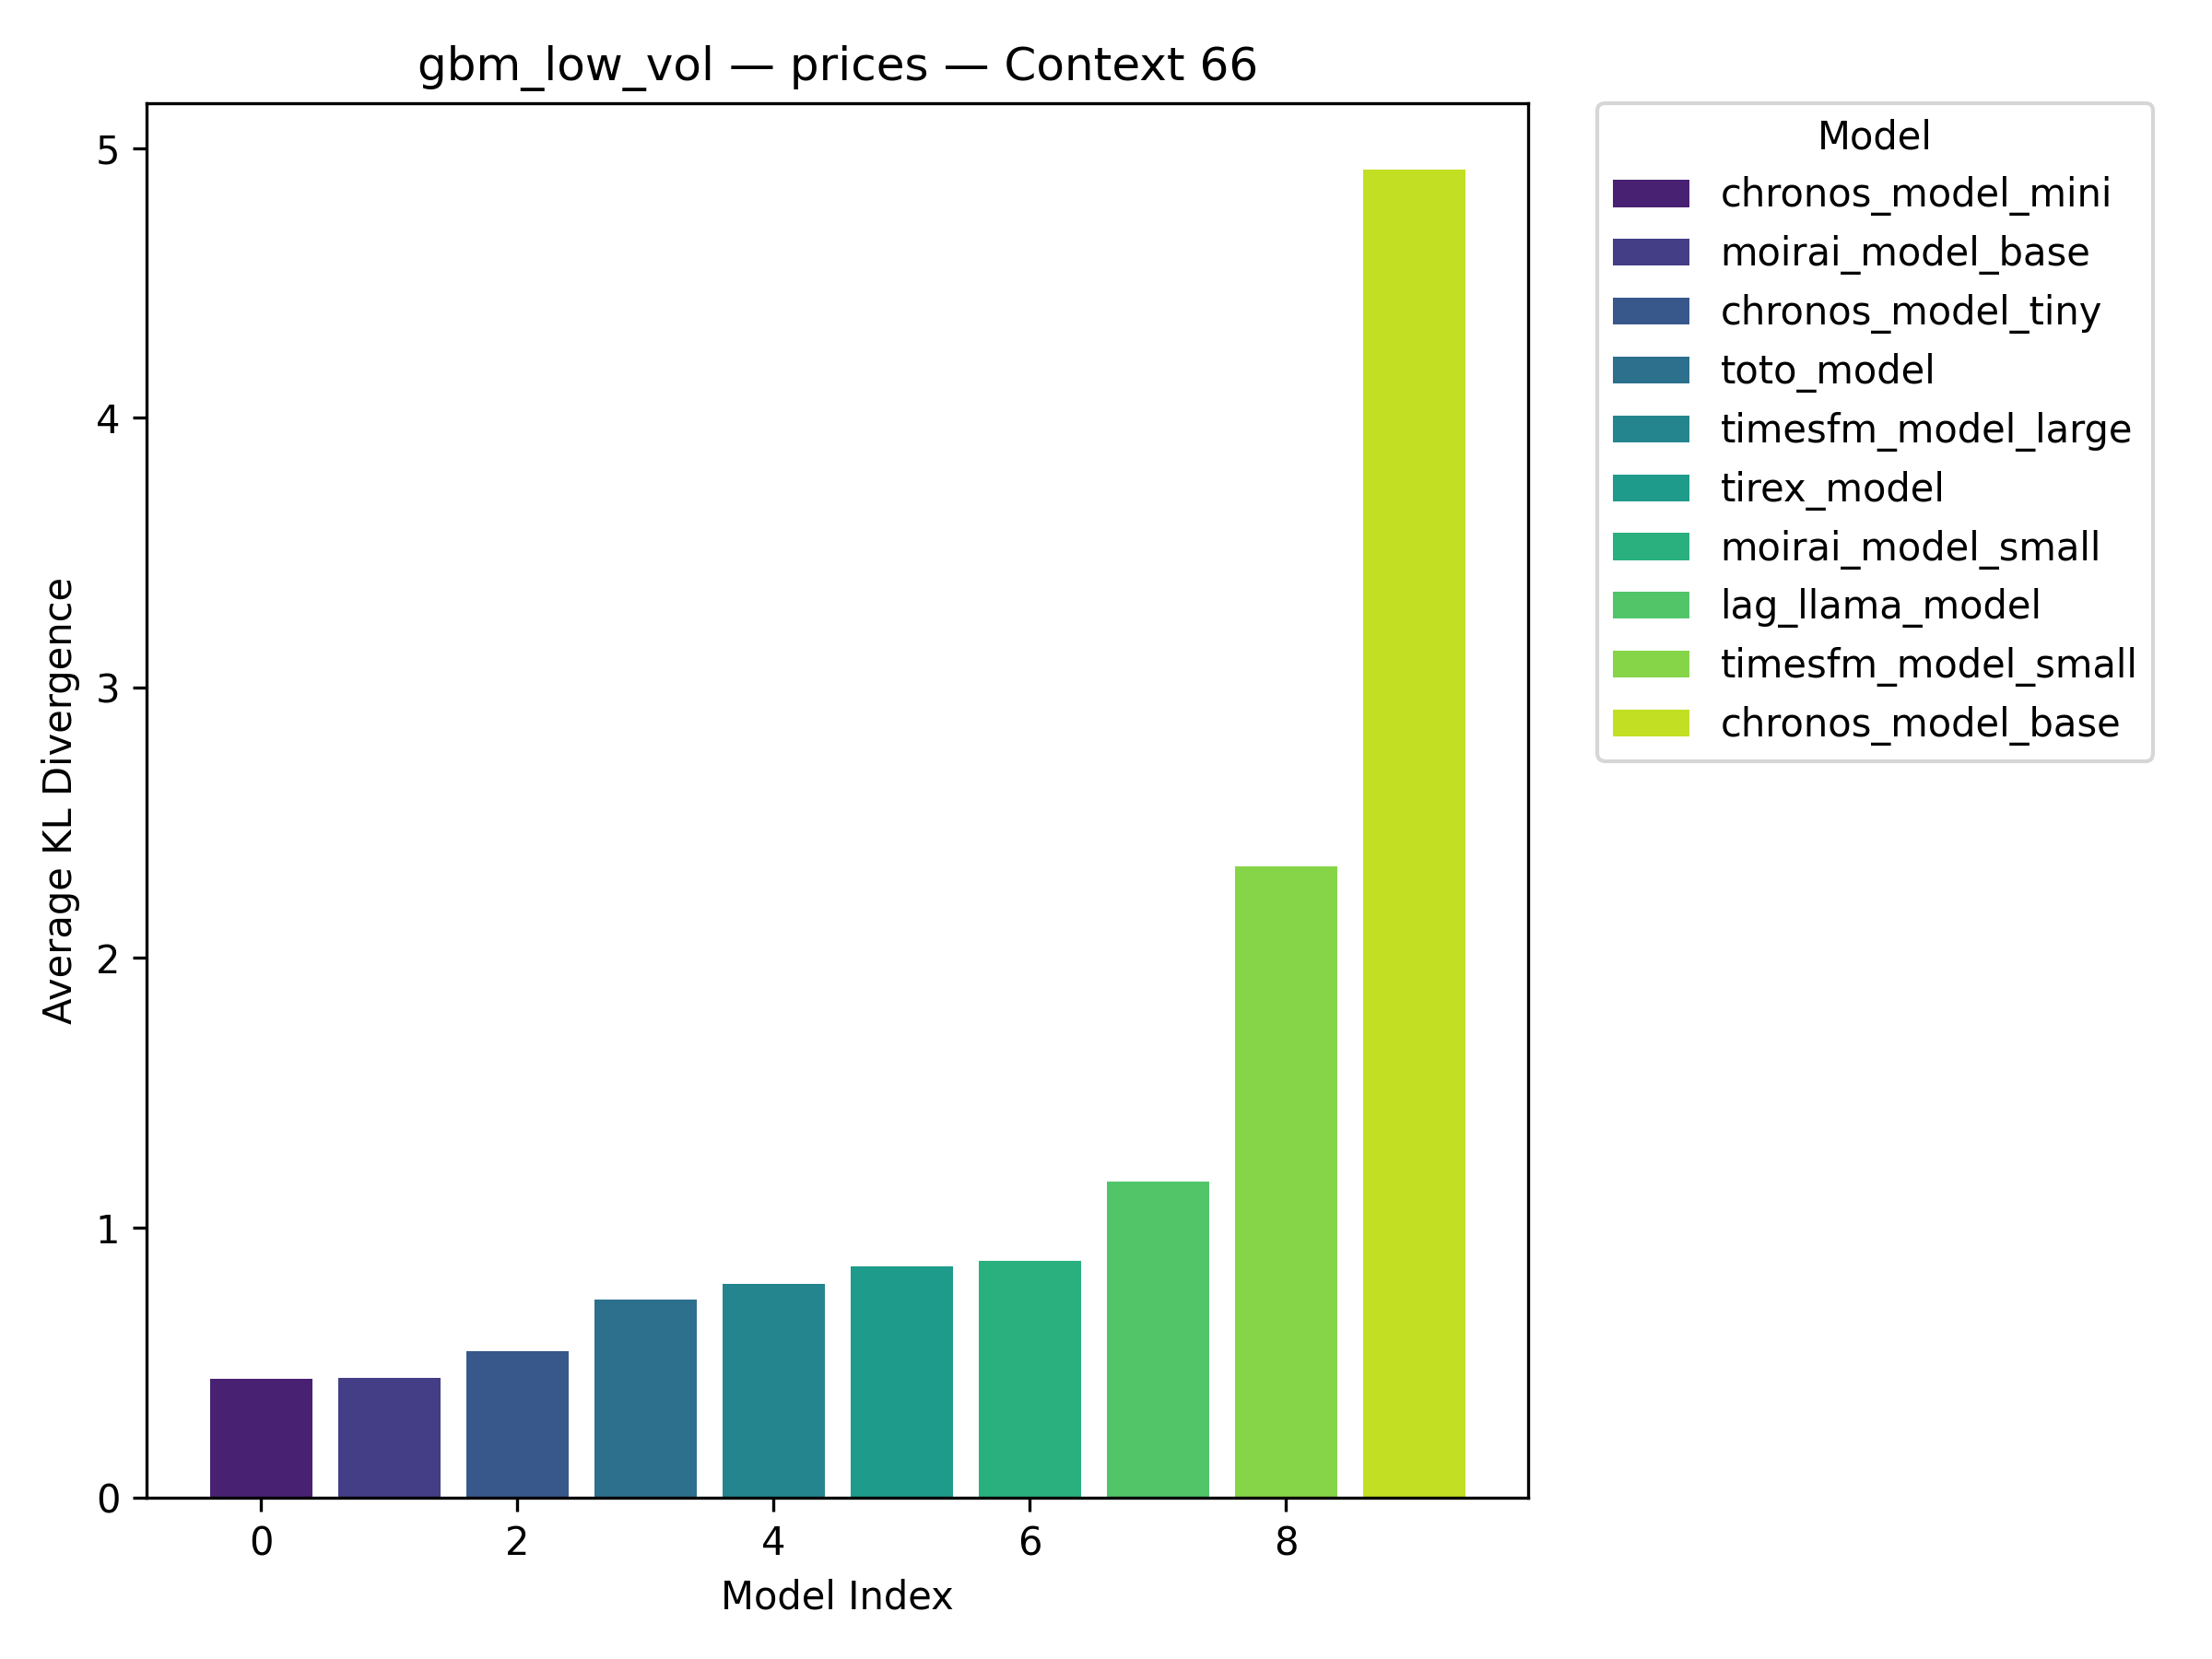 gbm_low_vol — prices — Context 66
Average KL Divergence
5
4
3
2
1
0
0 2 4 6 8
Model Index
Model
chronos_model_mini
moirai_model_base
chronos_model_tiny
toto_model
timesfm_model_large
tirex_model
moirai_model_small
lag_llama_model
timesfm_model_small
chronos_model_base